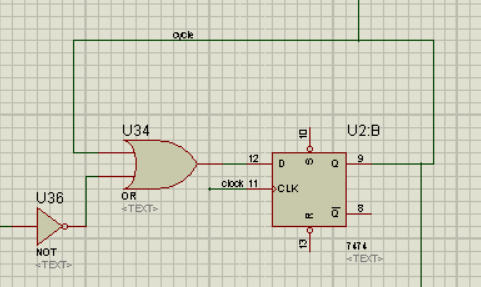 cycle
U34
U2:B
10
12
D
S
Q
9
clock
11
CLK
OR
<TEXT>
U36
R
Q
8
13
7474
<TEXT>
NOT
<TEXT>